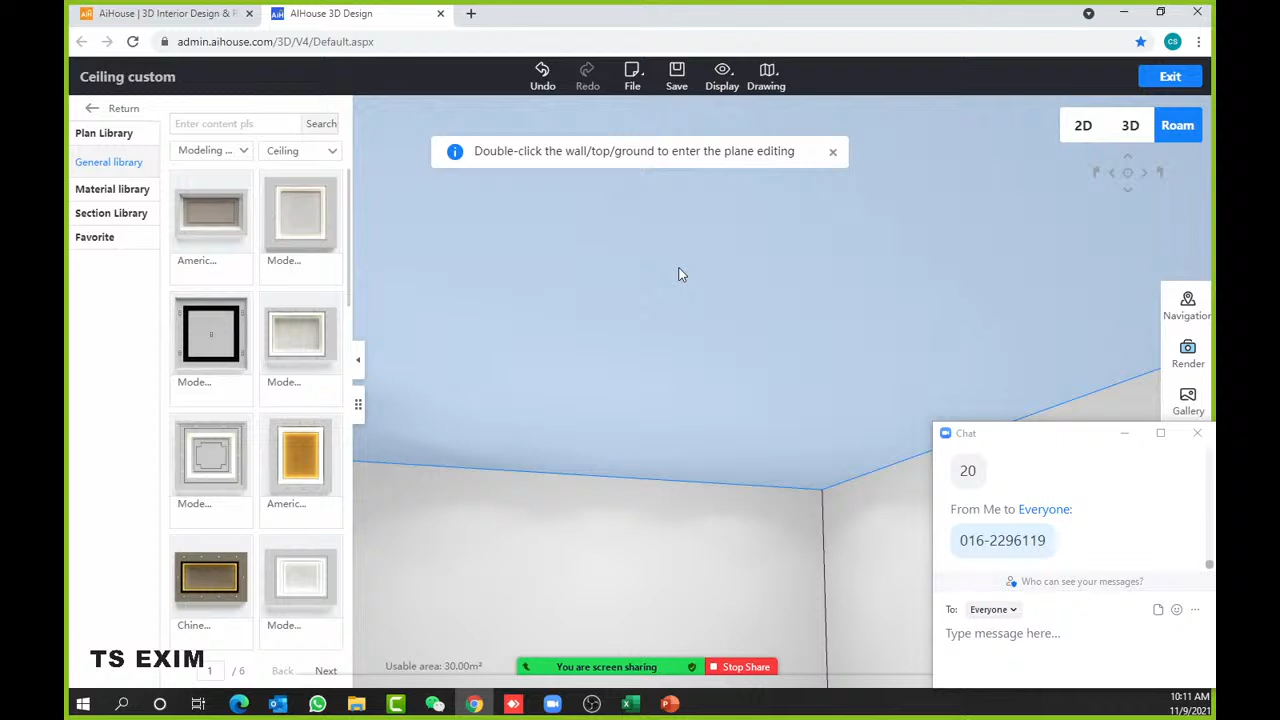 AiHouse | 3D Interior Design & P
AIHouse 3D Design
admin.aihouse.com/3D/V4/Default.aspx
CS
Ceiling custom
Undo
Redo
File
Save
Display
Drawing
Exit
Return
Plan Library
General library
Material library
Section Library
Favorite
Enter content pls
Search
Modeling ...
Ceiling
Americ...
Mode...
Mode...
Mode...
Mode...
Americ...
Chine...
Mode...
1 / 6
Back
Next
Double-click the wall/top/ground to enter the plane editing
2D
3D
Roam
Navigation
Render
Gallery
Chat
20
From Me to Everyone:
016-2296119
Who can see your messages?
To: Everyone
Type message here...
Usable area: 30.00m²
You are screen sharing
Stop Share
TS EXIM
10:11 AM
11/9/2021